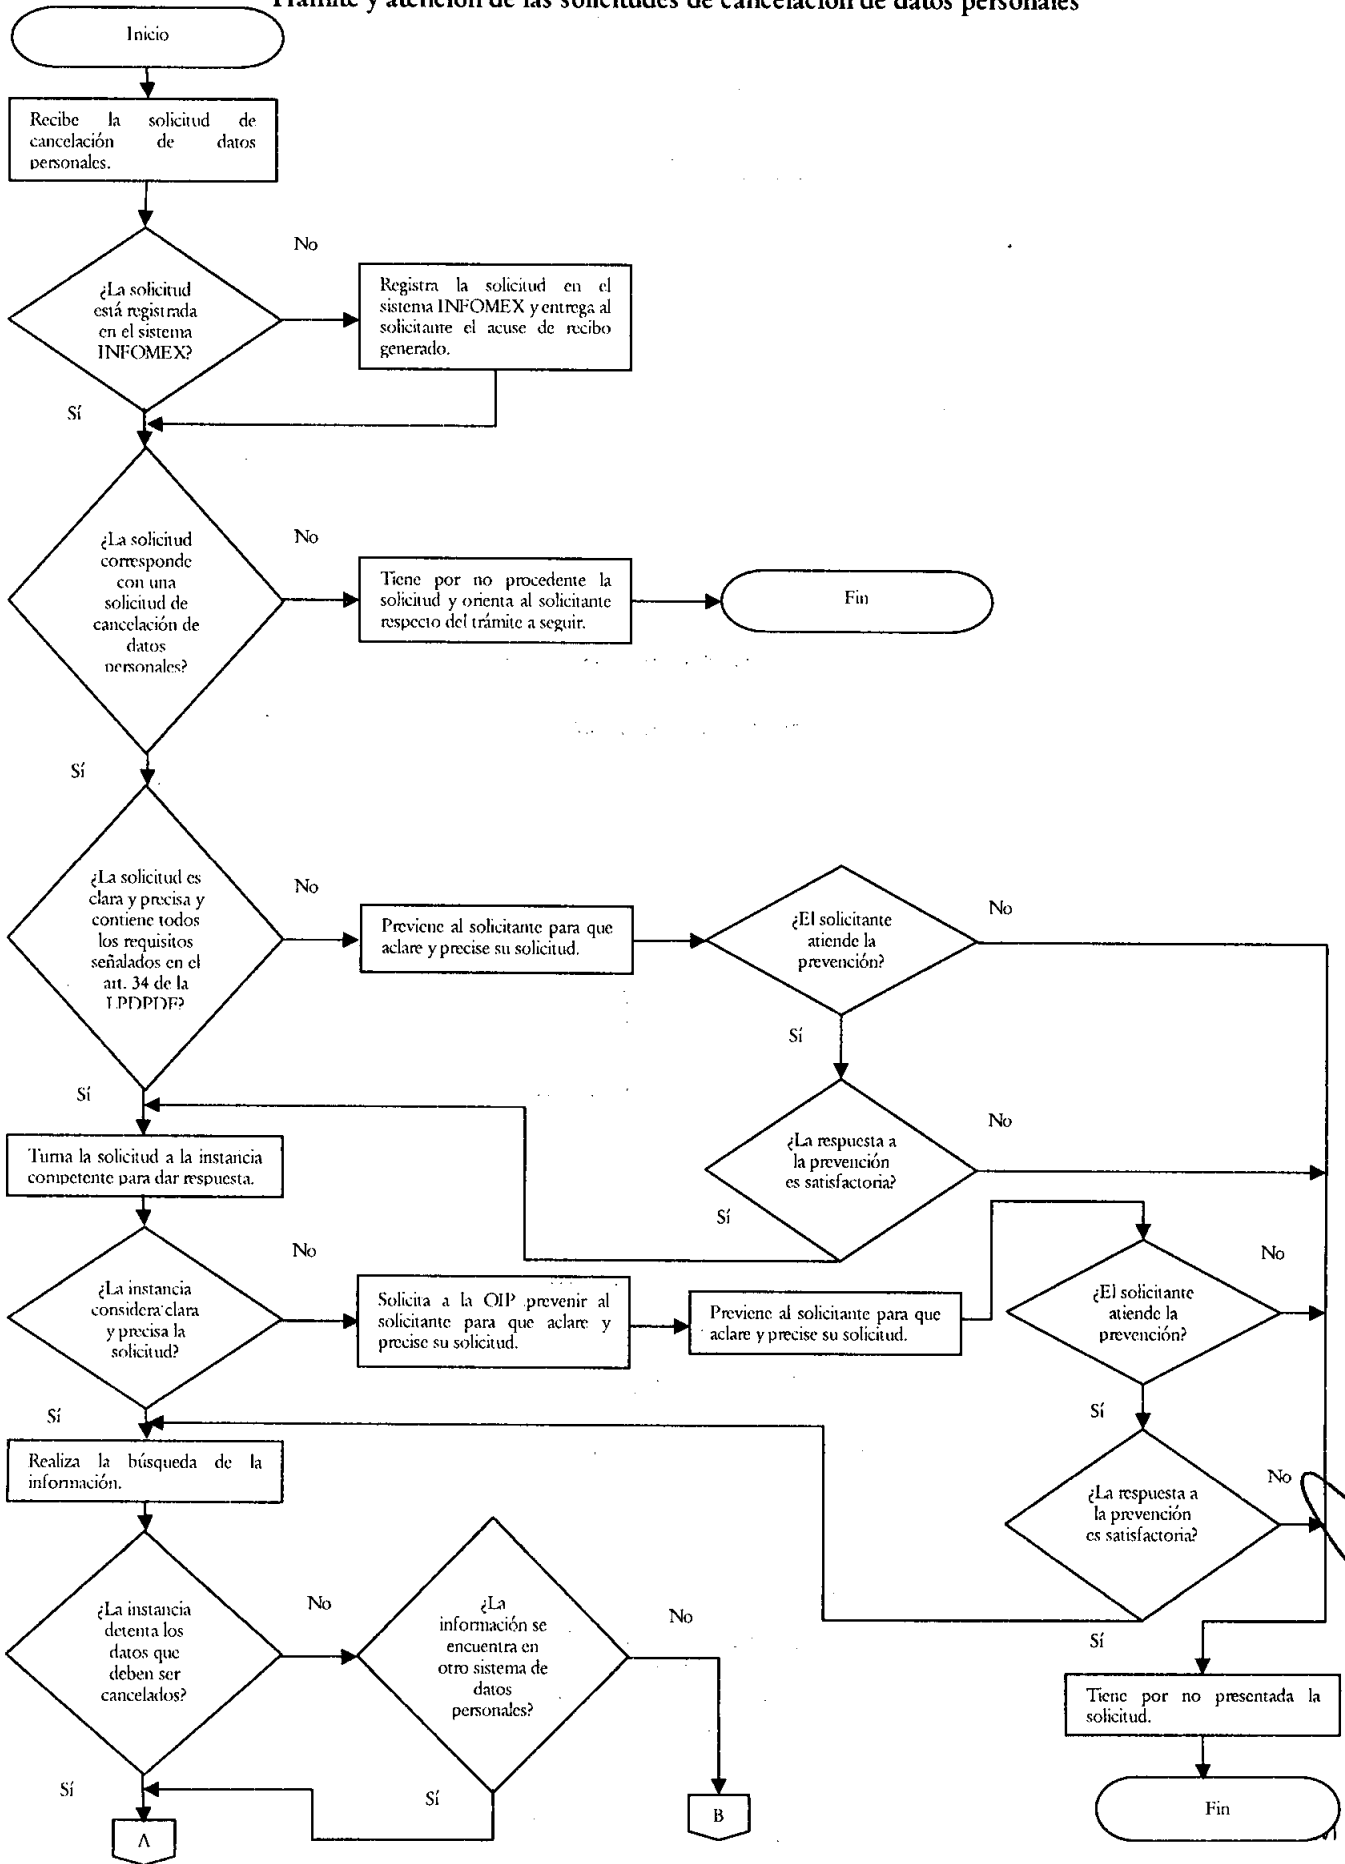 Trámite y atención de las solicitudes de cancelación de datos personales
Inicio
Recibe la solicitud de
cancelación de datos
personales.
¿La solicitud
está registrada
en el sistema
INFOMEX?
No
Registra la solicitud en el
sistema INFOMEX y entrega al
solicitante el acuse de recibo
generado.
Sí
¿La solicitud
corresponde
con una
solicitud de
cancelación de
datos
personales?
No
Tiene por no procedente la
solicitud y orienta al solicitante
respecto del trámite a seguir.
Fin
Sí
¿La solicitud es
clara y precisa y
contiene todos
los requisitos
señalados en el
art. 34 de la
LPDPDF?
No
Previene al solicitante para que
aclare y precise su solicitud.
¿El solicitante
atiende la
prevención?
No
Sí
Sí
¿La respuesta a
la prevención
es satisfactoria?
No
Sí
Turna la solicitud a la instancia
competente para dar respuesta.
¿La instancia
considera clara
y precisa la
solicitud?
No
Solicita a la OIP prevenir al
solicitante para que aclare y
precise su solicitud.
Previene al solicitante para que
aclare y precise su solicitud.
¿El solicitante
atiende la
prevención?
No
Sí
Sí
Realiza la búsqueda de la
información.
¿La respuesta a
la prevención
es satisfactoria?
No
Sí
¿La instancia
detenta los
datos que
deben ser
cancelados?
No
¿La
información se
encuentra en
otro sistema de
datos
personales?
No
Tiene por no presentada la
solicitud.
Sí
Sí
A
B
Fin